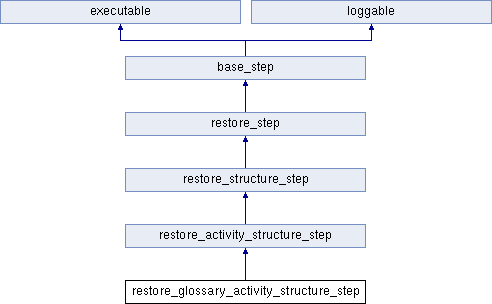 executable
loggable
base_step
restore_step
restore_structure_step
restore_activity_structure_step
restore_glossary_activity_structure_step